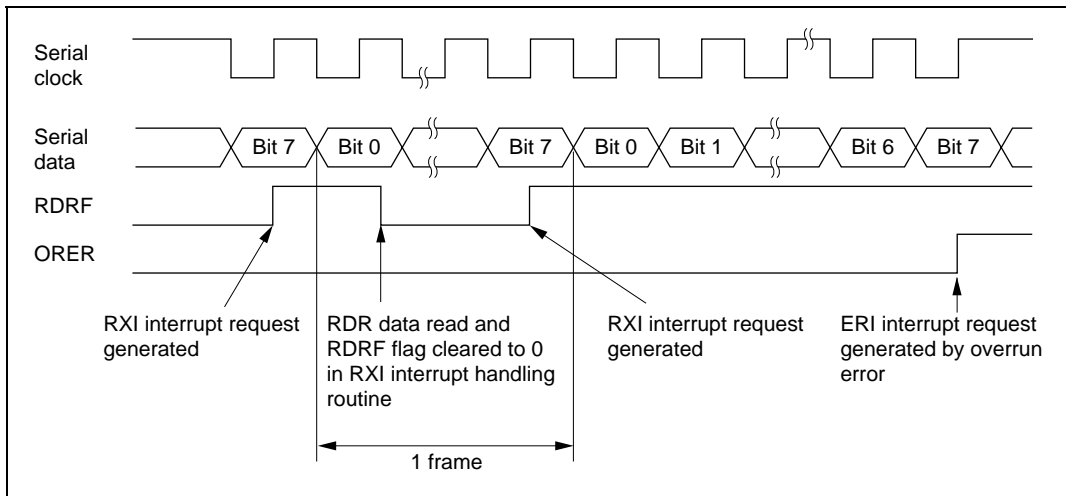 Serial
clock
Serial
data
Bit 7 Bit 0 Bit 7 Bit 0 Bit 1 Bit 6 Bit 7
RDRF
ORER
RXI interrupt request
generated
RDR data read and
RDRF flag cleared to 0
in RXI interrupt handling
routine
RXI interrupt request
generated
ERI interrupt request
generated by overrun
error
1 frame